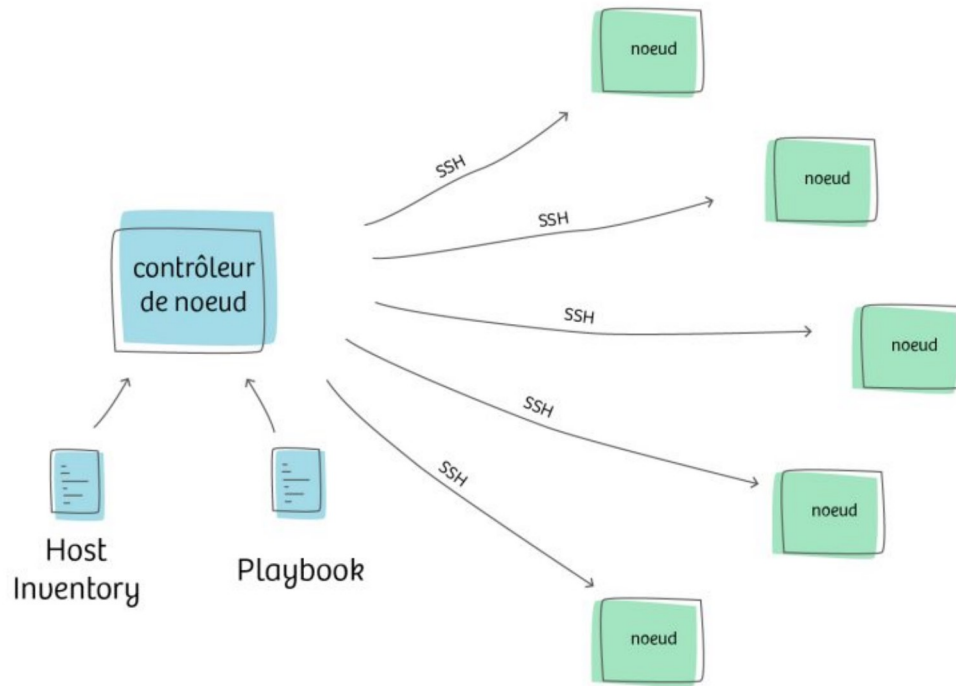 noeud
SSH
noeud
SSH
contrôleur
de noeud
SSH
noeud
SSH
SSH
noeud
Host
Inventory
Playbook
noeud